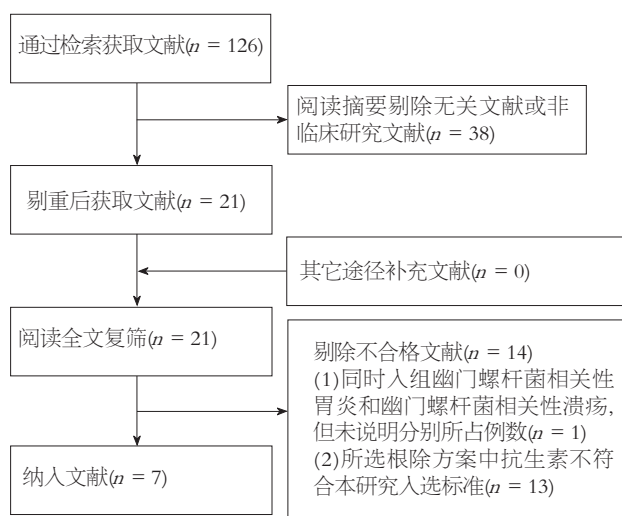 通过检索获取文献(n = 126)
阅读摘要剔除无关文献或非
临床研究文献(n = 38)
剔重后获取文献(n = 21)
其它途径补充文献(n = 0)
阅读全文复筛(n = 21)
剔除不合格文献(n = 14)
(1)同时入组幽门螺杆菌相关性
胃炎和幽门螺杆菌相关性溃疡,
但未说明分别所占例数(n = 1)
(2)所选根除方案中抗生素不符
合本研究入选标准(n = 13)
纳入文献(n = 7)